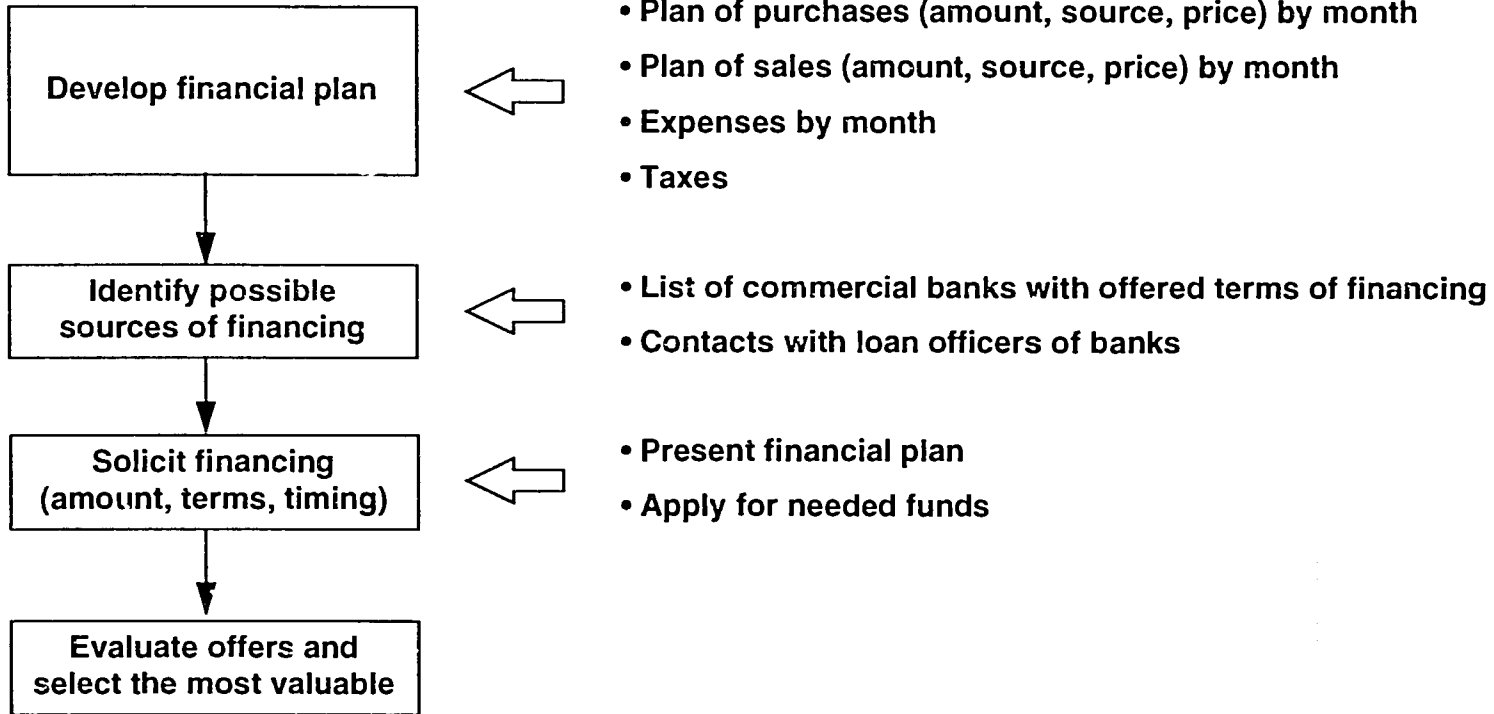 • Plan of purchases (amount, source, price) by month
Develop financial plan
• Plan of sales (amount, source, price) by month
• Expenses by month
• Taxes
Identify possible
sources of financing
• List of commercial banks with offered terms of financing
• Contacts with loan officers of banks
Solicit financing
(amount, terms, timing)
• Present financial plan
• Apply for needed funds
Evaluate offers and
select the most valuable